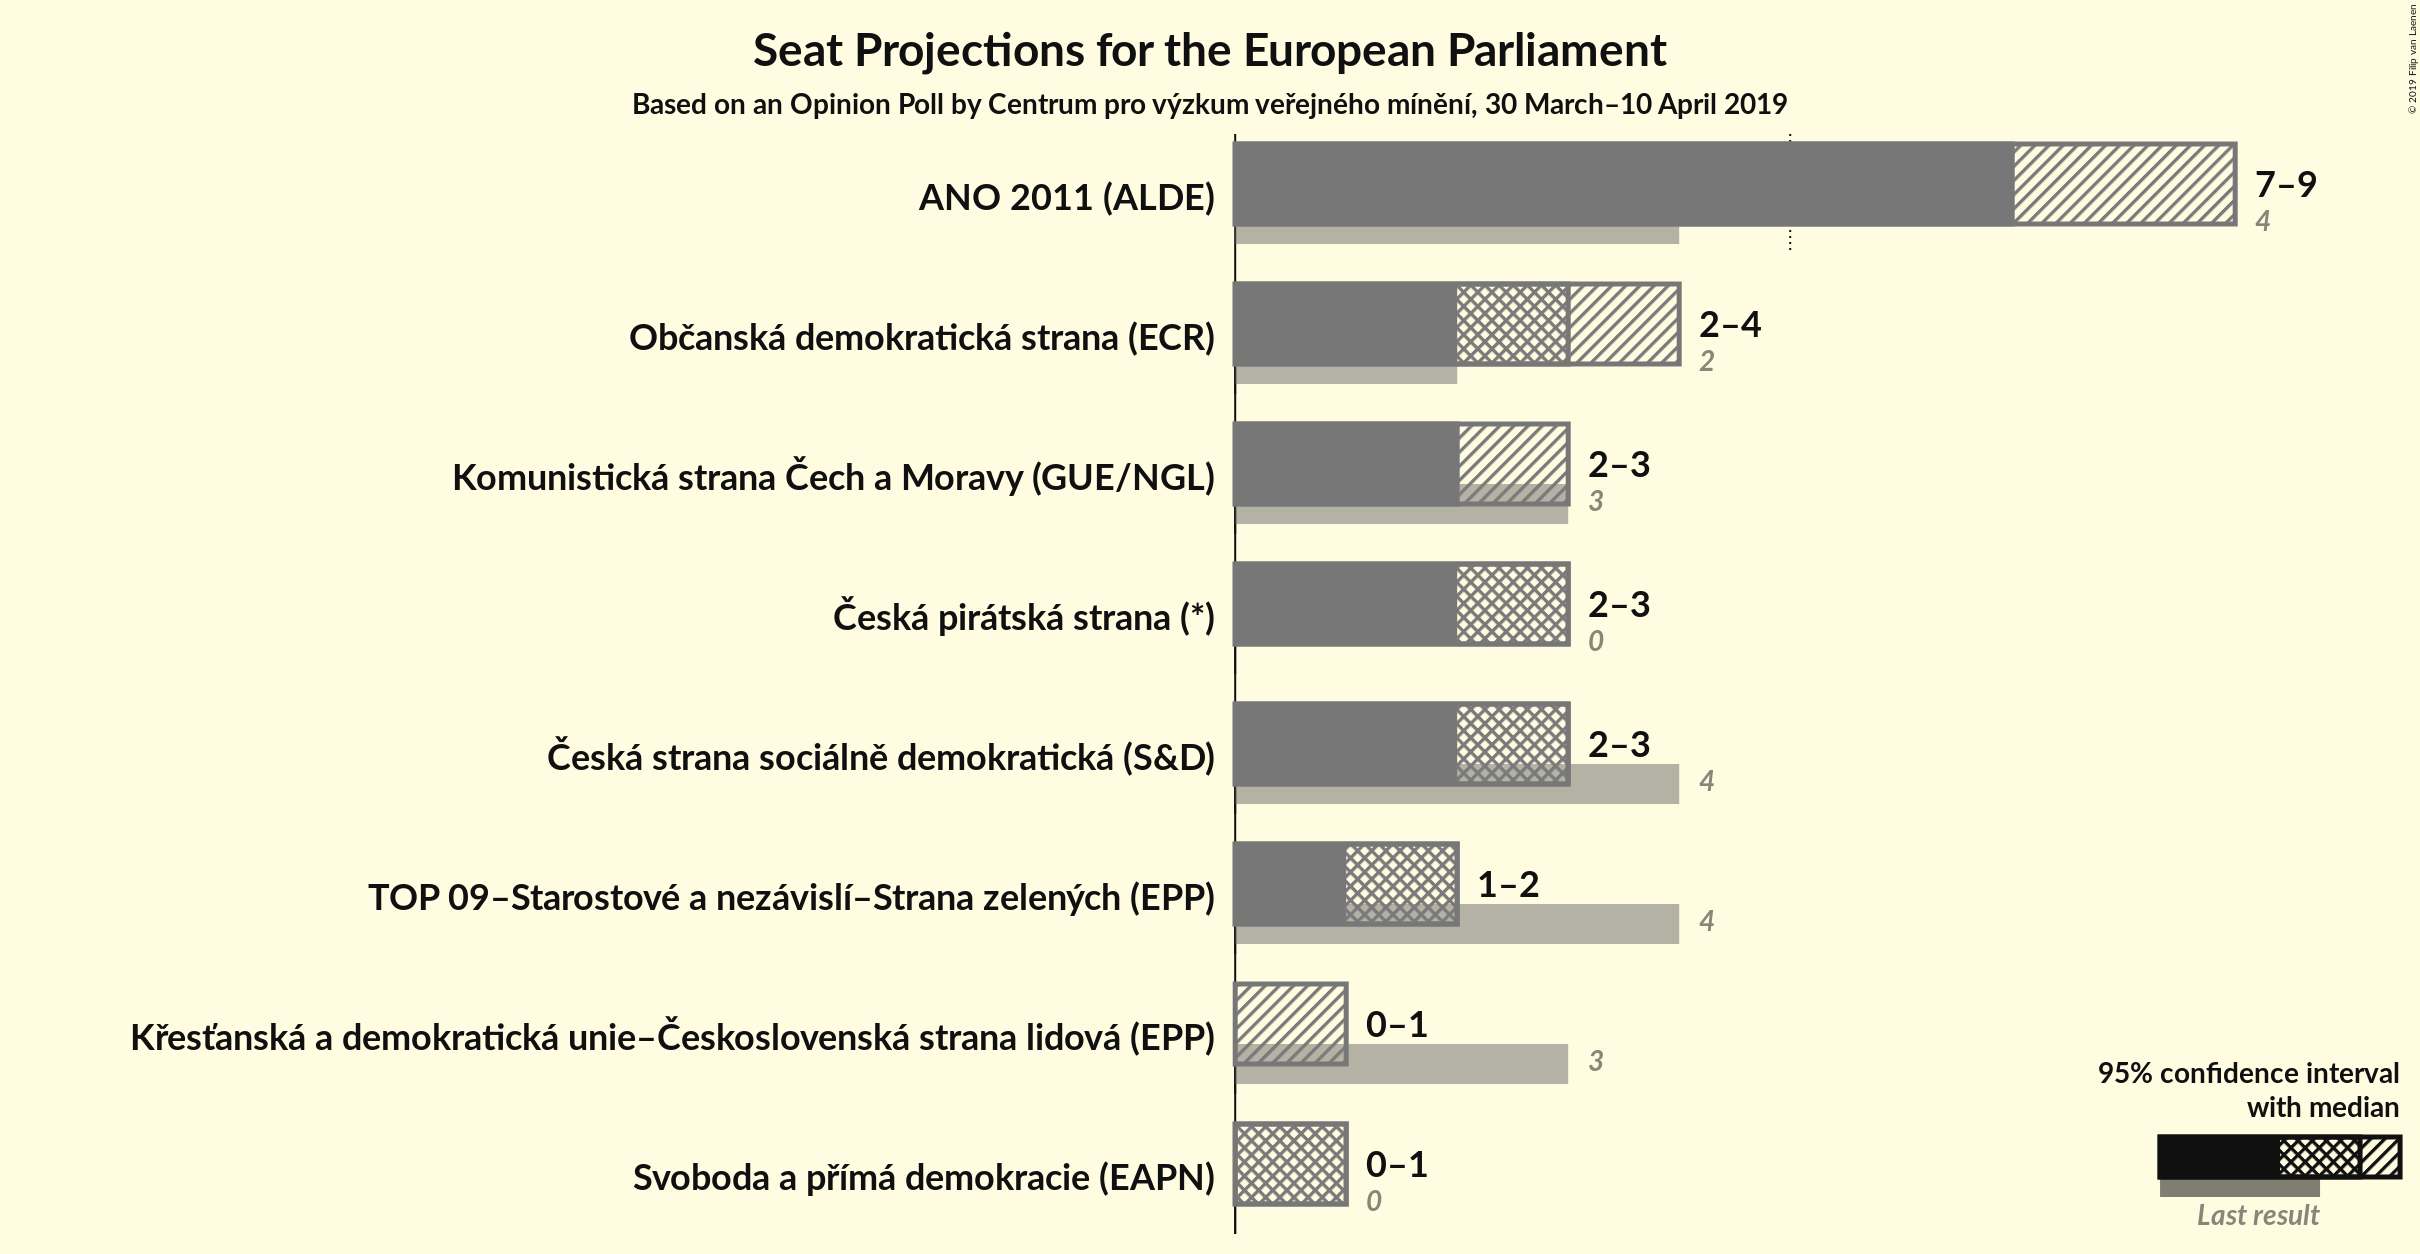 Seat Projections for the European Parliament
Based on an Opinion Poll by Centrum pro výzkum veřejného mínění, 30 March–10 April 2019
© 2019 Filip van Laenen
ANO 2011 (ALDE)
7–9
4
Občanská demokratická strana (ECR)
2–4
2
Komunistická strana Čech a Moravy (GUE/NGL)
2–3
3
Česká pirátská strana (*)
2–3
0
Česká strana sociálně demokratická (S&D)
2–3
4
TOP 09–Starostové a nezávislí–Strana zelených (EPP)
1–2
4
Křesťanská a demokratická unie–Československá strana lidová (EPP)
0–1
3
Svoboda a přímá demokracie (EAPN)
0–1
0
95% confidence interval
with median
Last result